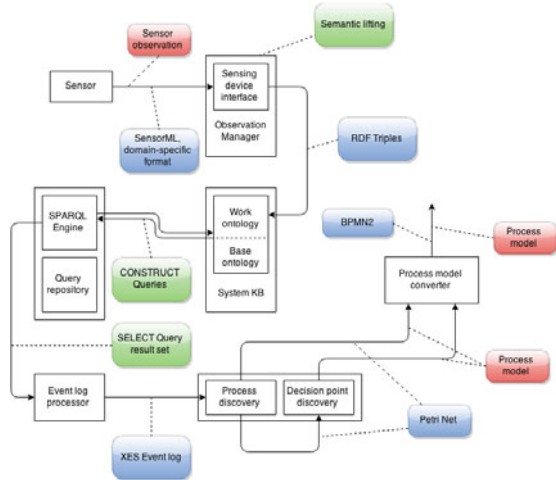 Sensor
observation
Semantic lifting
Sensor
Sensing
device
interface
Observation
Manager
SensorML,
domain-specific
format
RDF Triples
SPARQL
Engine
Query
repository
CONSTRUCT
Queries
Work
ontology
Base
ontology
System KB
BPMN2
Process
model
Process model
converter
SELECT Query
result set
Event log
processor
Process
discovery
Decision point
discovery
Process
model
Petri Net
XES Event log